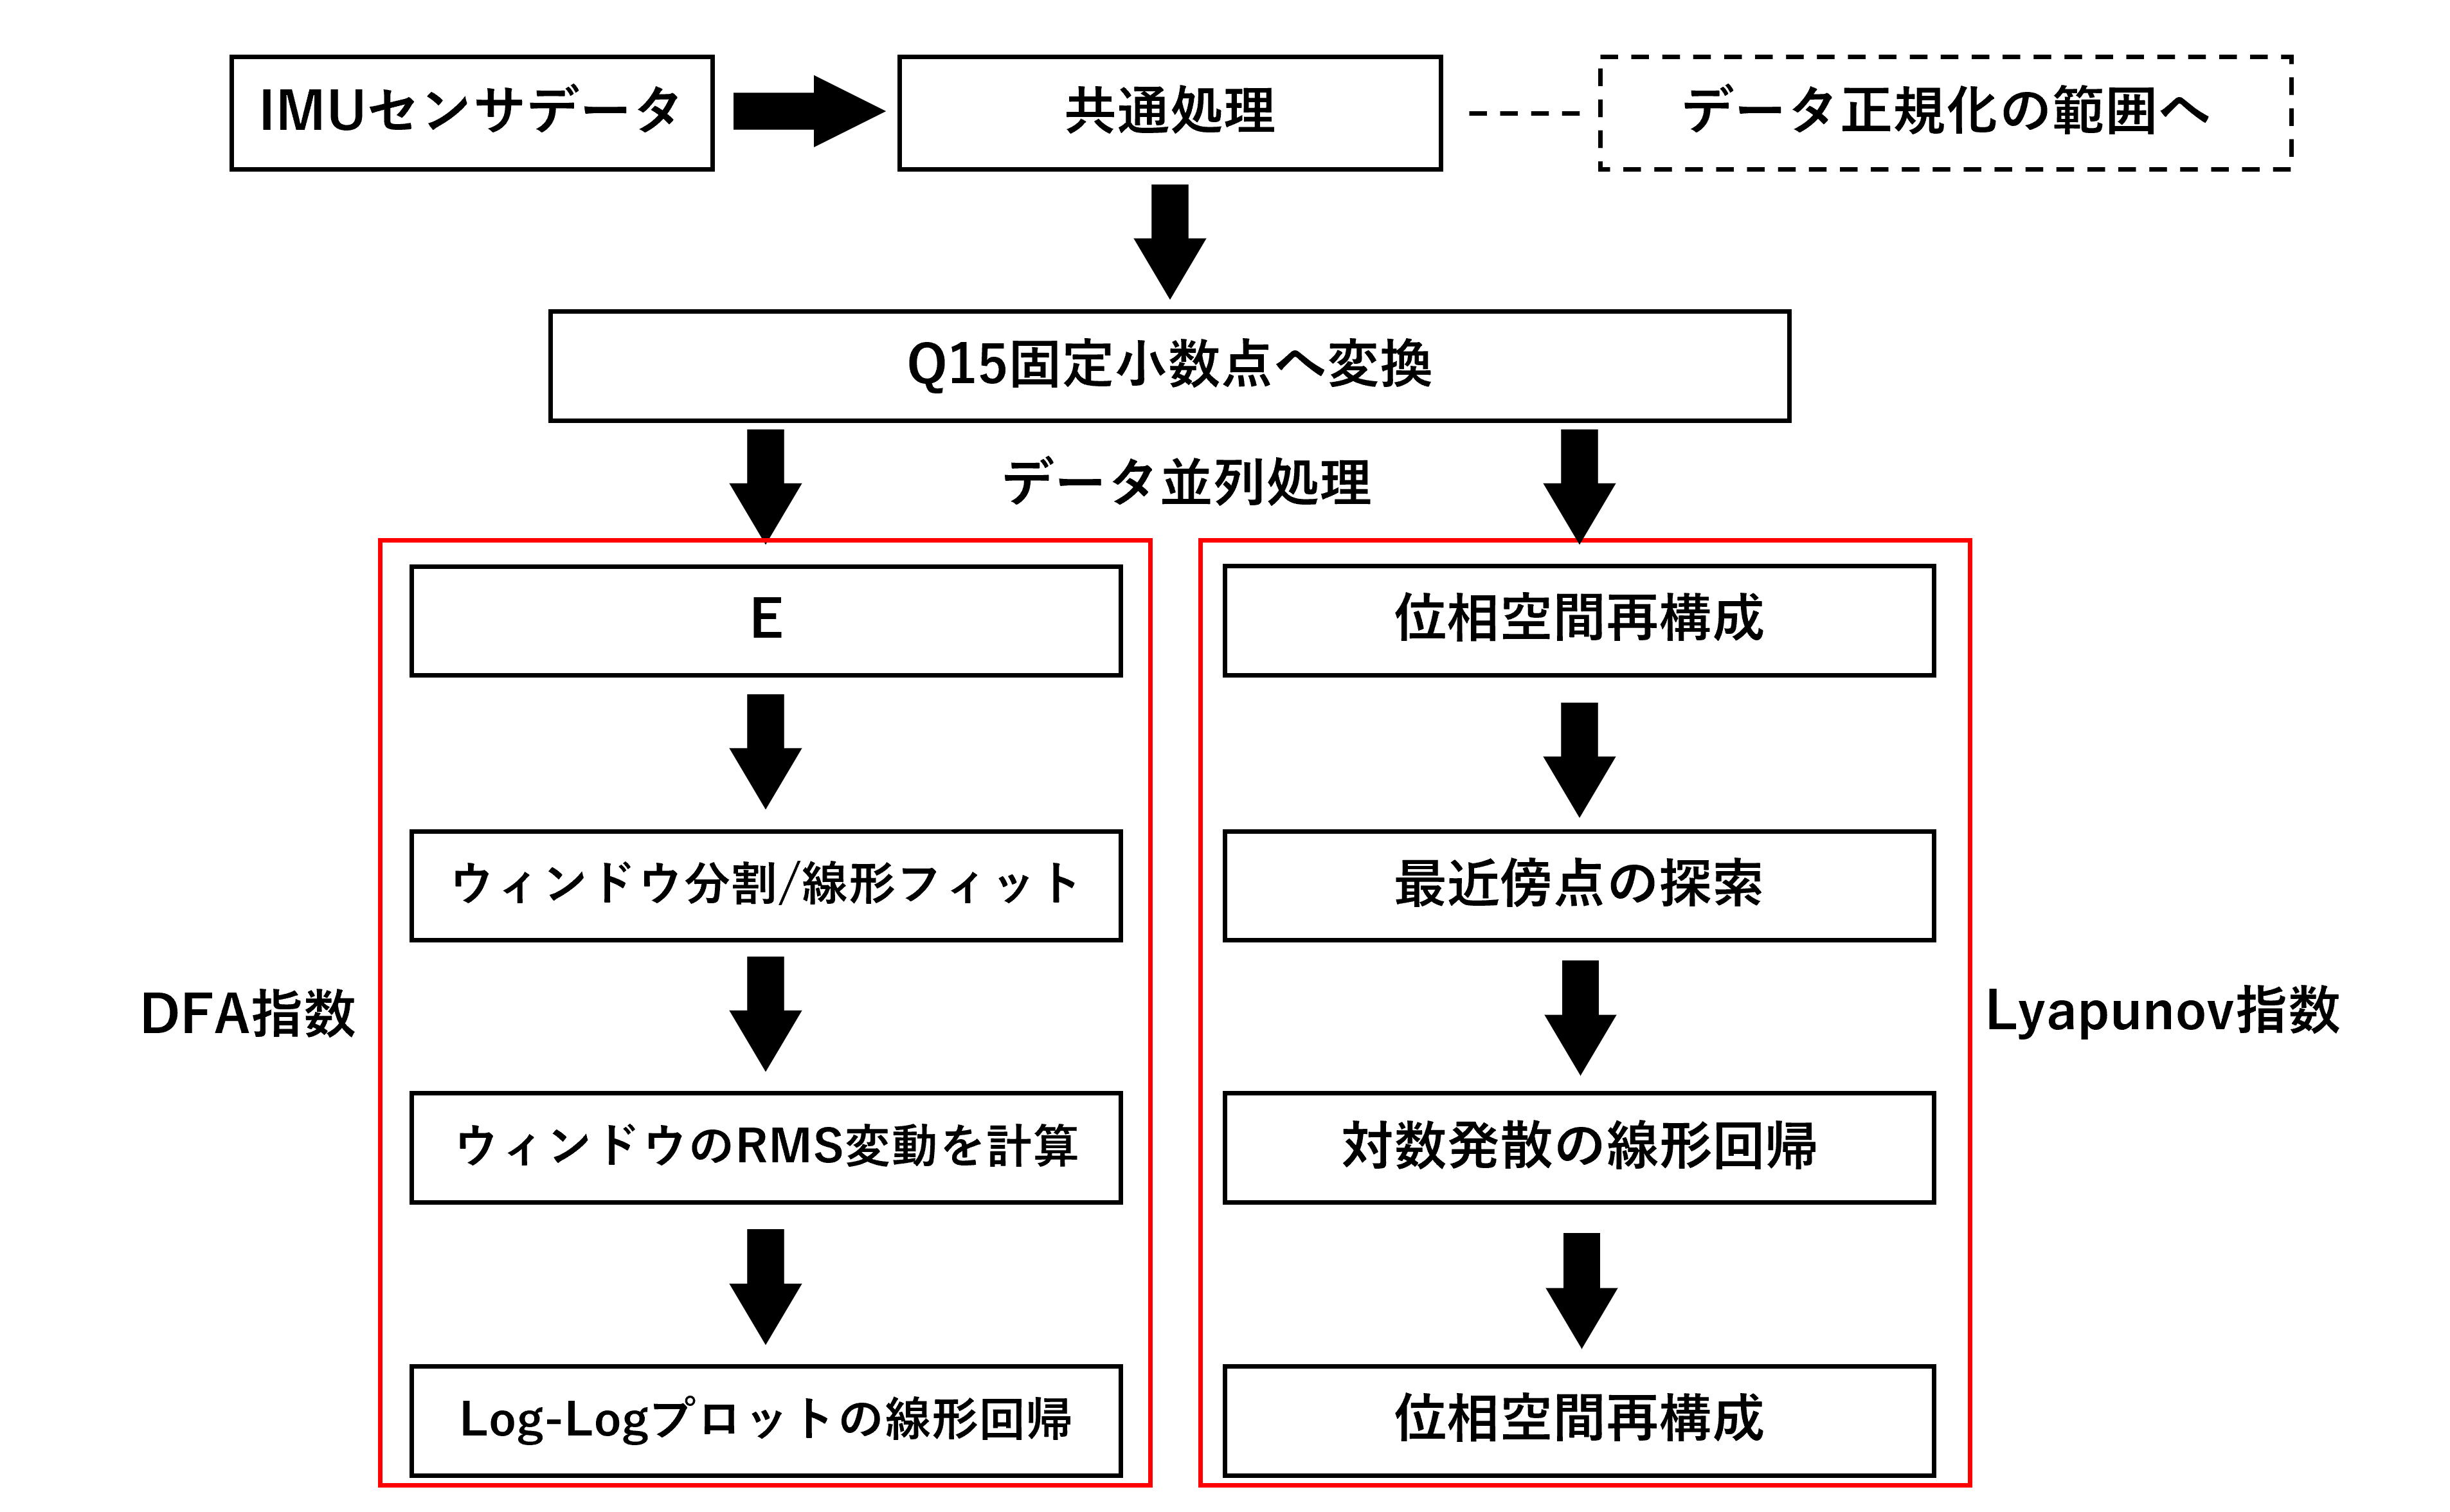 IMUセンサデータ
共通処理
データ正規化の範囲へ
Q15固定小数点へ変換
データ並列処理
E
ウィンドウ分割/線形フィット
ウィンドウのRMS変動を計算
Log-Logプロットの線形回帰
DFA指数
位相空間再構成
最近傍点の探索
対数発散の線形回帰
位相空間再構成
Lyapunov指数